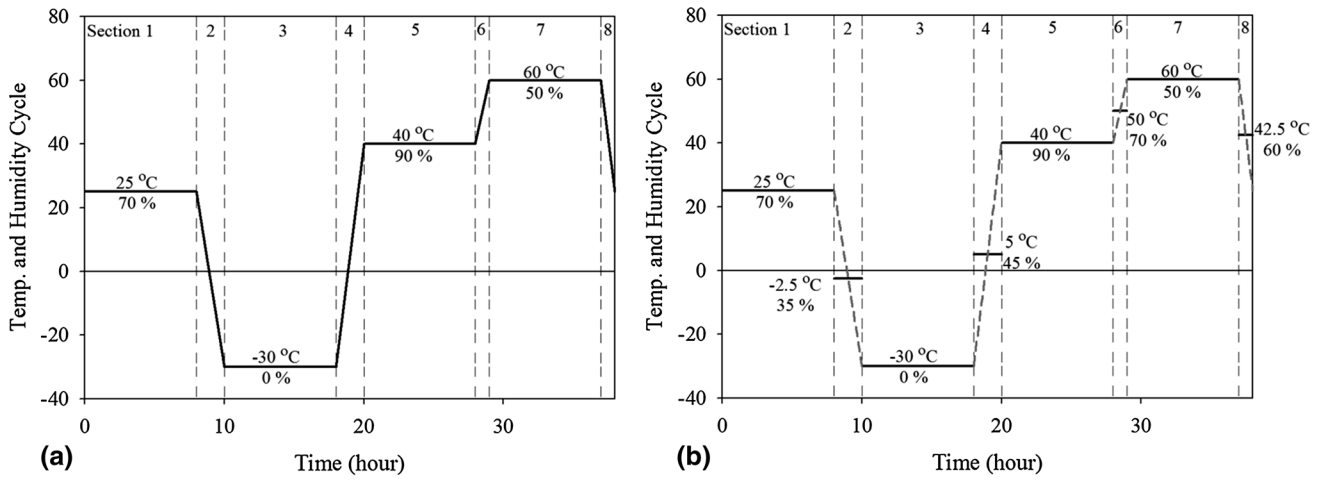 80
60
40
20
0
-20
-40
Temp. and Humidity Cycle
Section 1 2 3 4 5 6 7 8
25 °C
70 %
-30 °C
0 %
40 °C
90 %
60 °C
50 %
0 10 20 30
Time (hour)
(a)
80
60
40
20
0
-20
-40
Temp. and Humidity Cycle
Section 1 2 3 4 5 6 7 8
25 °C
70 %
-2.5 °C
35 %
-30 °C
0 %
5 °C
45 %
40 °C
90 %
50 °C
70 %
60 °C
50 %
42.5 °C
60 %
0 10 20 30
Time (hour)
(b)